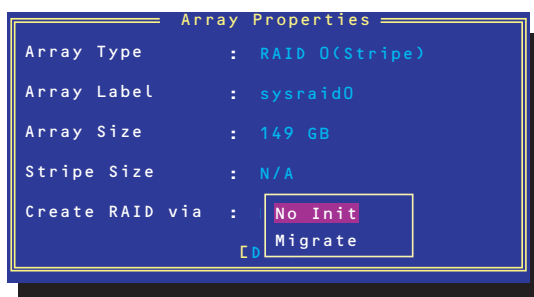 Array Properties
Array Type : RAID 0(Stripe)
Array Label : sysraid0
Array Size : 149 GB
Stripe Size : N/A
Create RAID via :
No Init
Migrate
[D